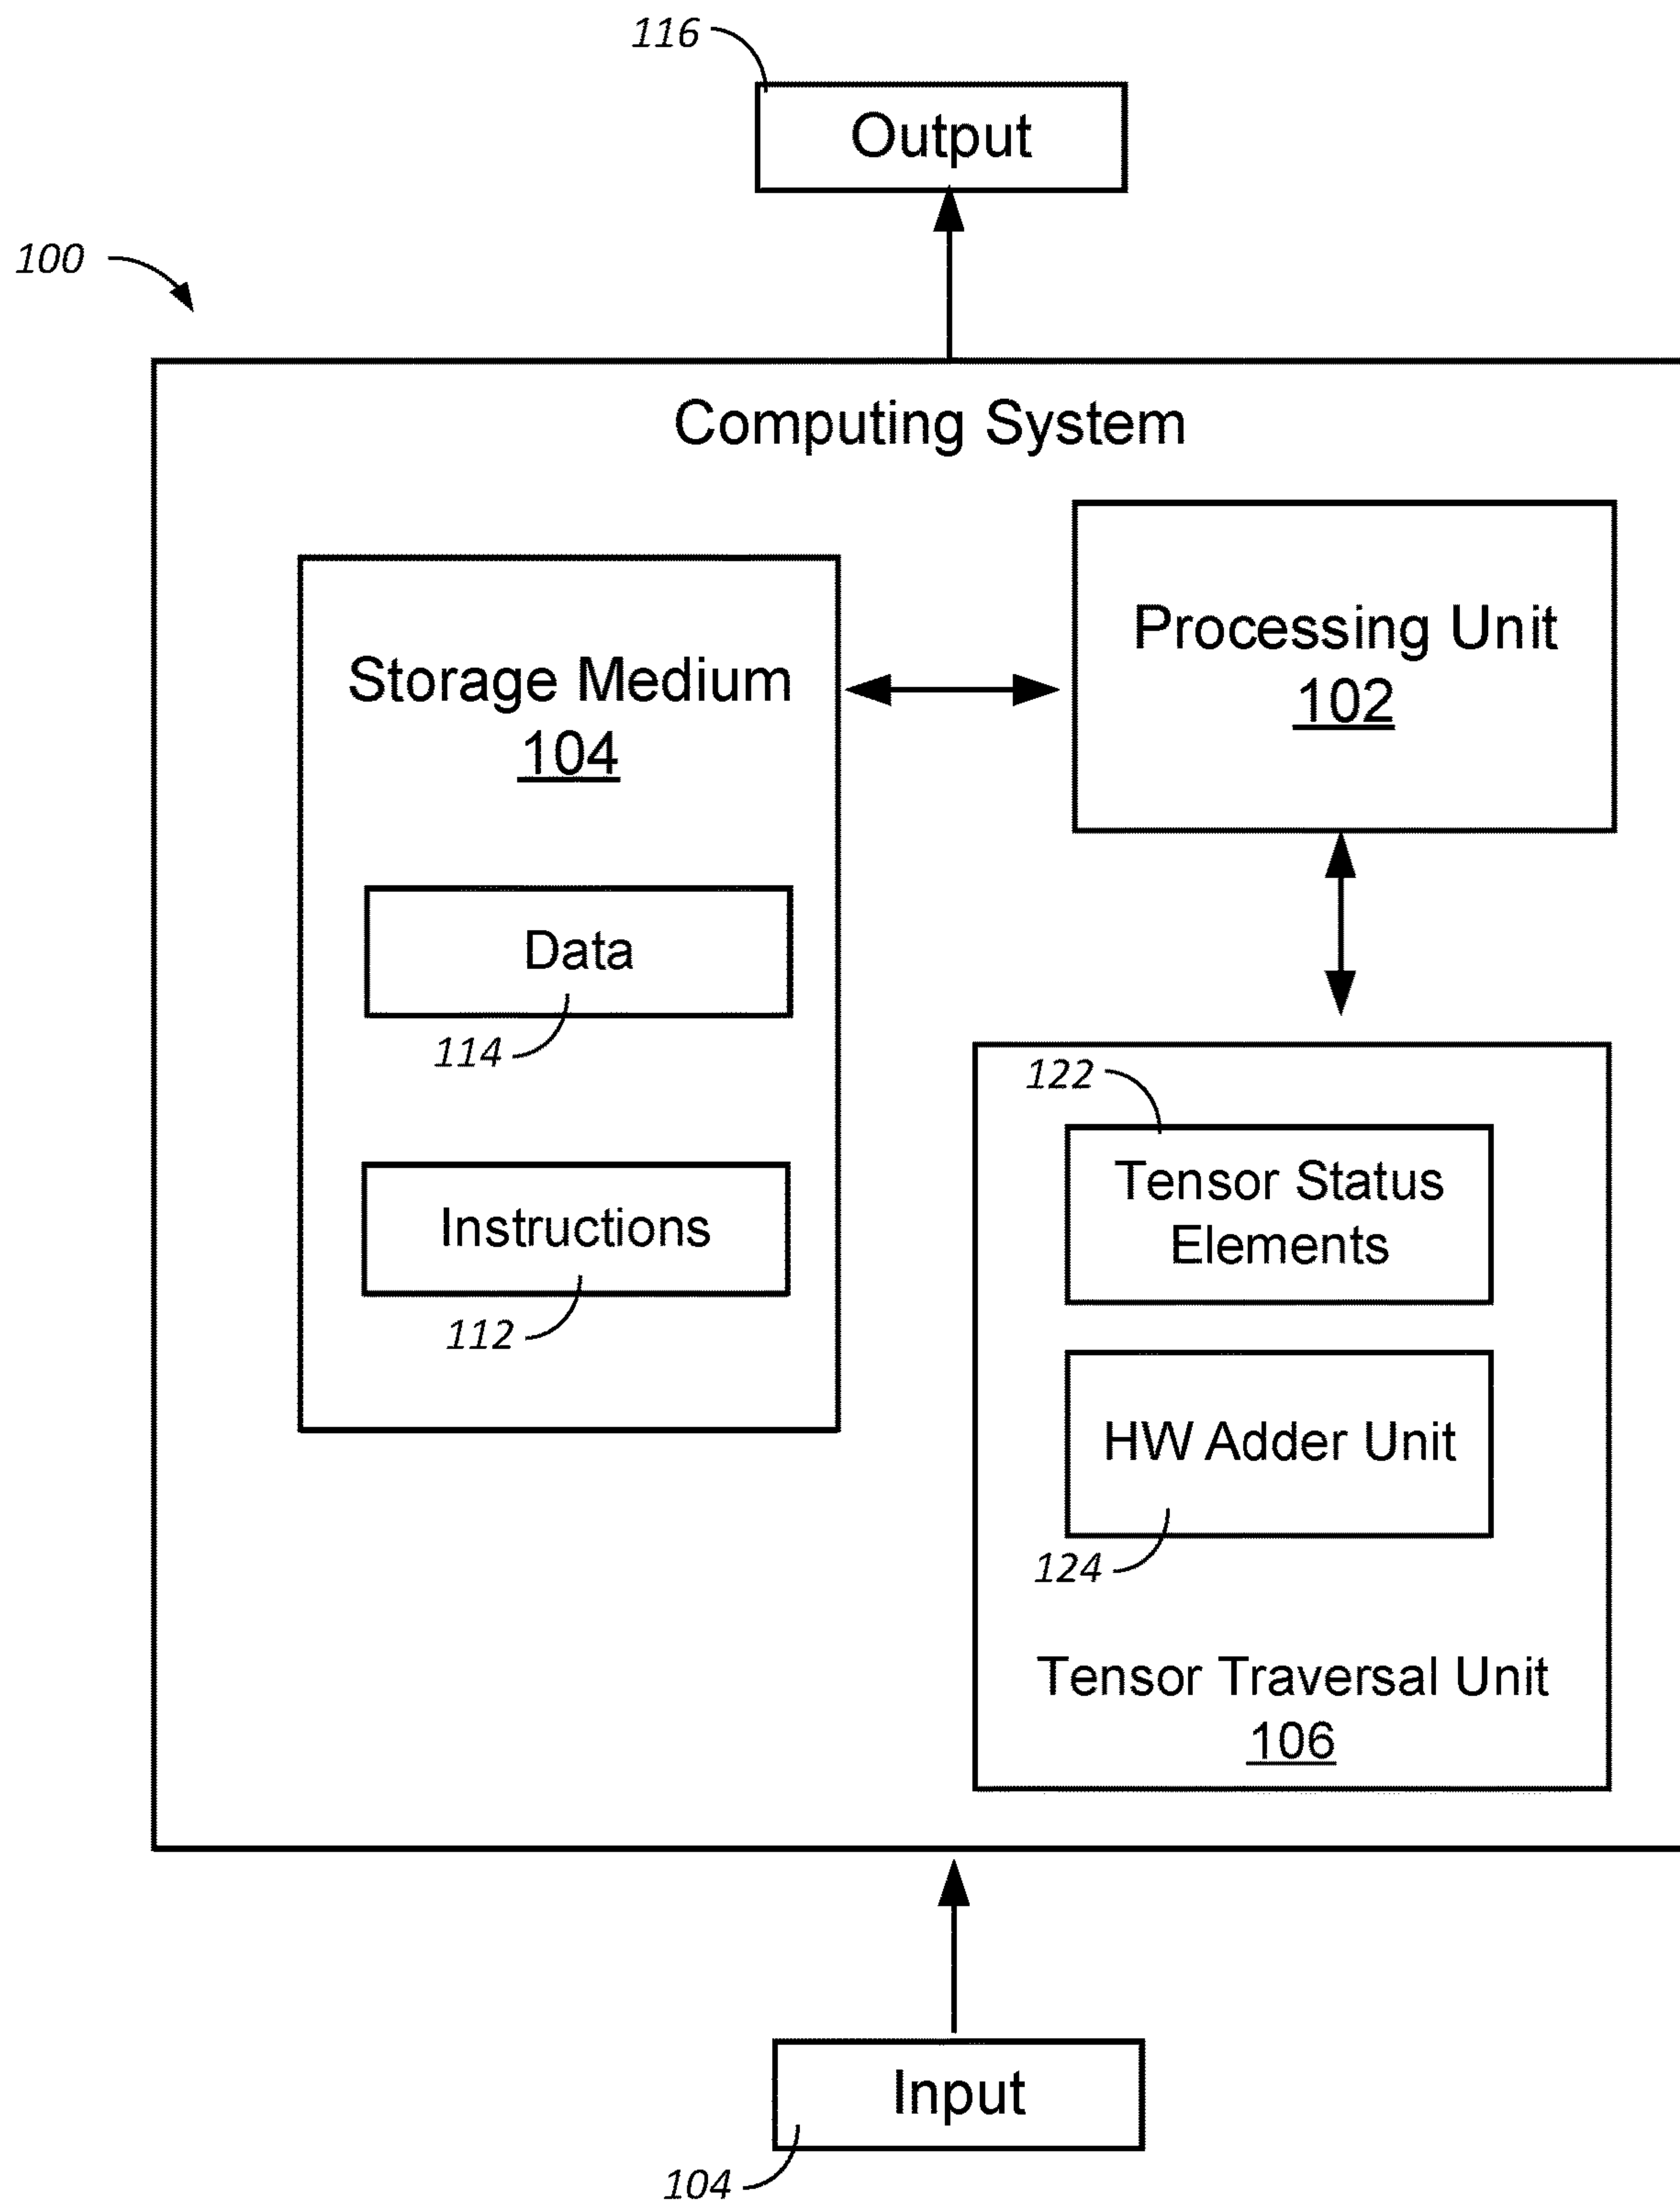 116
Output
100
Computing System
Processing Unit
102
Storage Medium
104
Data
114
122
Tensor Status
Elements
Instructions
112
HW Adder Unit
124
Tensor Traversal Unit
106
Input
104